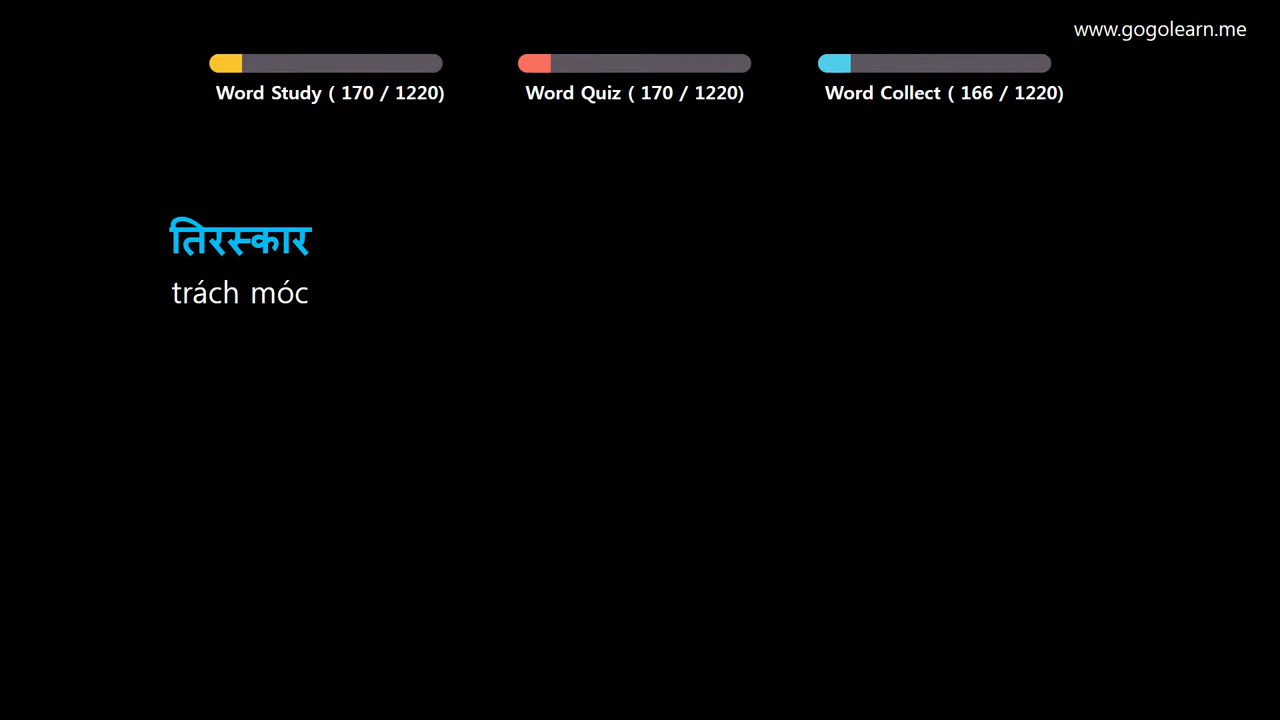 www.gogolearn.me
Word Study ( 170 / 1220)
Word Quiz ( 170 / 1220)
Word Collect ( 166 / 1220)
तिरस्कार
trách móc